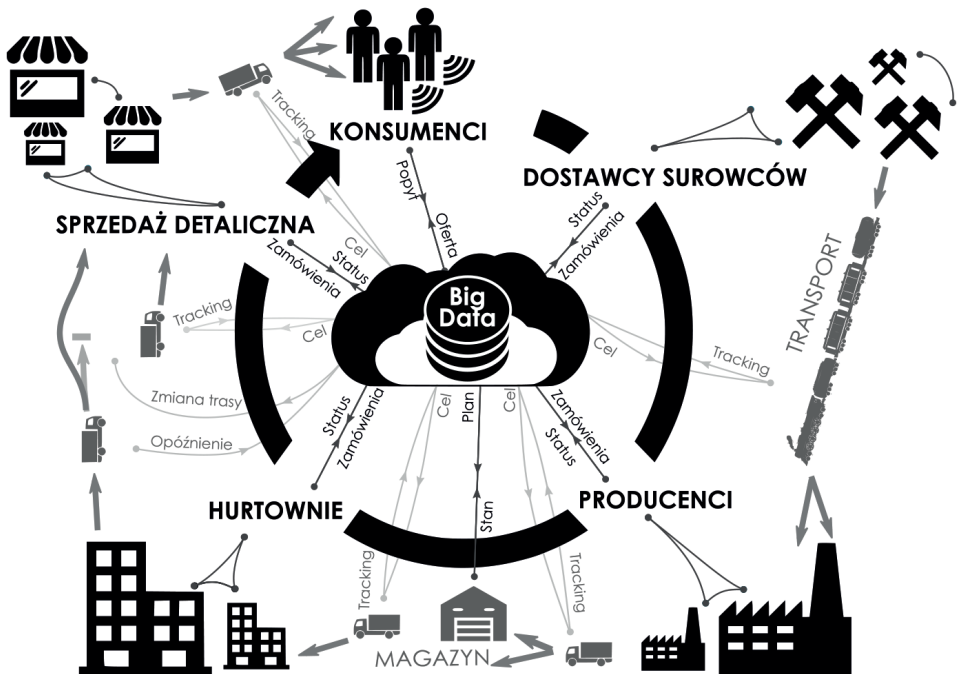 KONSUMENCI
Tracking
DOSTAWCY SUROWCÓW
Popyt
Oferta
SPRZEDAŻ DETALICZNA
Cel
Status
Zamówienia
Status
Zamówienia
TRANSPORT
Big
Data
Tracking
Cel
Cel
Tracking
Zmiana trasy
Opóźnienie
Status
Zamówienia
Cel
Plan
Cel
Zamówienia
Status
HURTOWNIE
PRODUCENCI
Stan
Tracking
Tracking
MAGAZYN